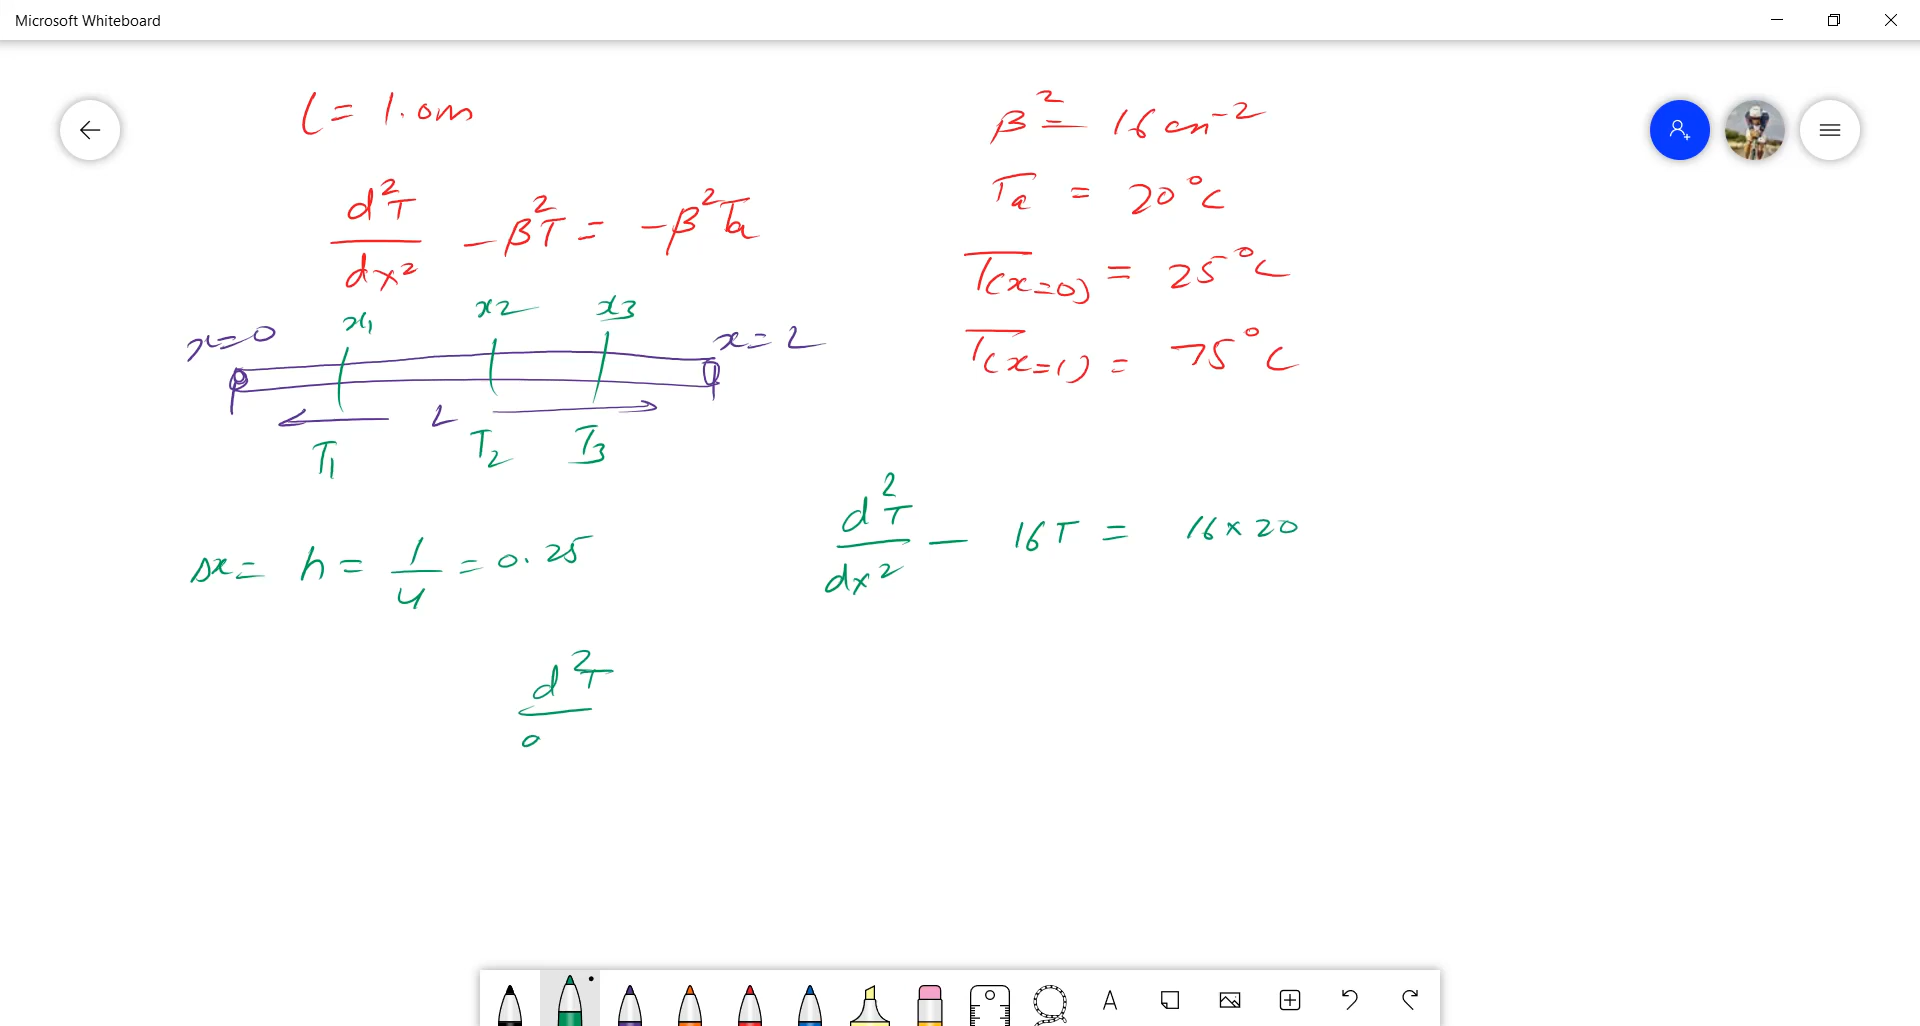 Microsoft Whiteboard
L = 1.0m
β² = 16 cm⁻²
d²T/dx² - β²T = -β²Ta
Ta = 20°C
T(x=0) = 25°C
T(x=1) = 75°C
x1 x2 x3
x=0 x=L
L
T1 T2 T3
d²T/dx² - 16T = 16 × 20
Δx = h = 1/4 = 0.25
d²T
A